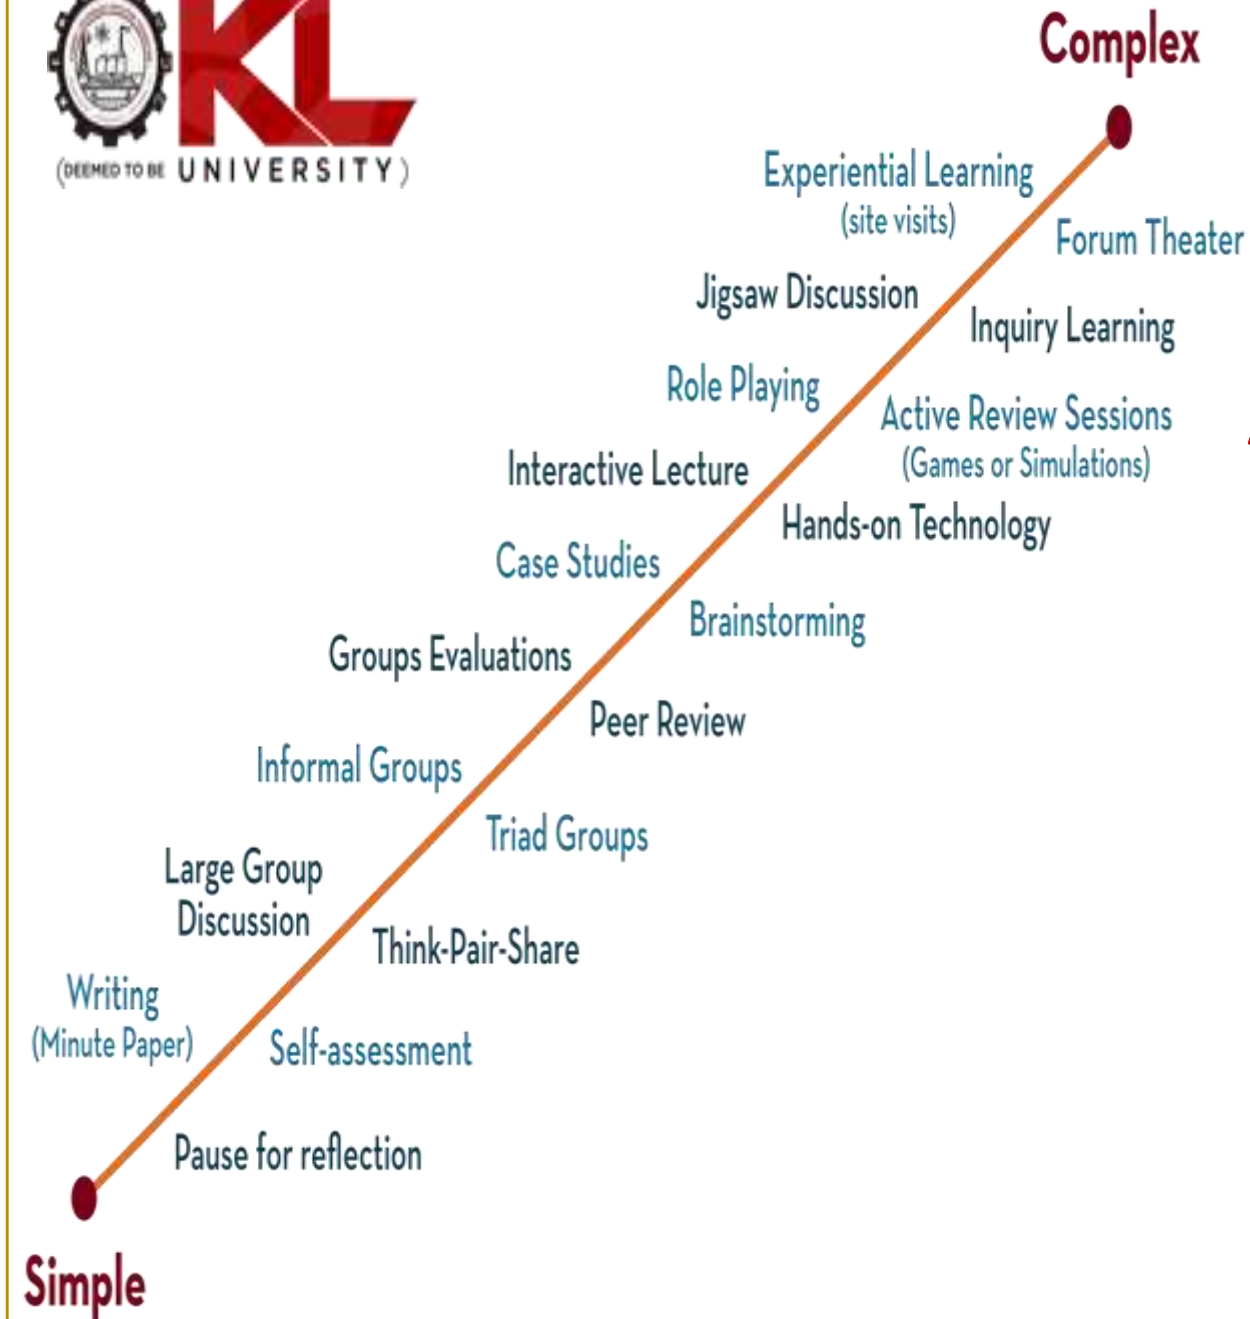 KL
(DEEMED TO BE UNIVERSITY)
Complex
Experiential Learning
(site visits)
Forum Theater
Jigsaw Discussion
Inquiry Learning
Role Playing
Active Review Sessions
(Games or Simulations)
Interactive Lecture
Hands-on Technology
Case Studies
Brainstorming
Groups Evaluations
Peer Review
Informal Groups
Triad Groups
Large Group
Discussion
Think-Pair-Share
Writing
(Minute Paper)
Self-assessment
Pause for reflection
Simple